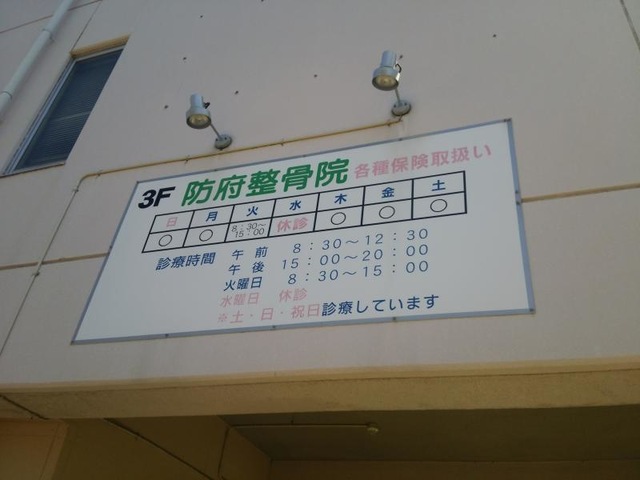 3F 防府整骨院 各種保険取扱い
日 月 火 水 木 金 土
○ ○ 8:30〜15:00 休診 ○ ○ ○
診療時間 午前 8:30〜12:30
午後 15:00〜20:00
火曜日 8:30〜15:00
水曜日 休診
※土・日・祝日診療しています